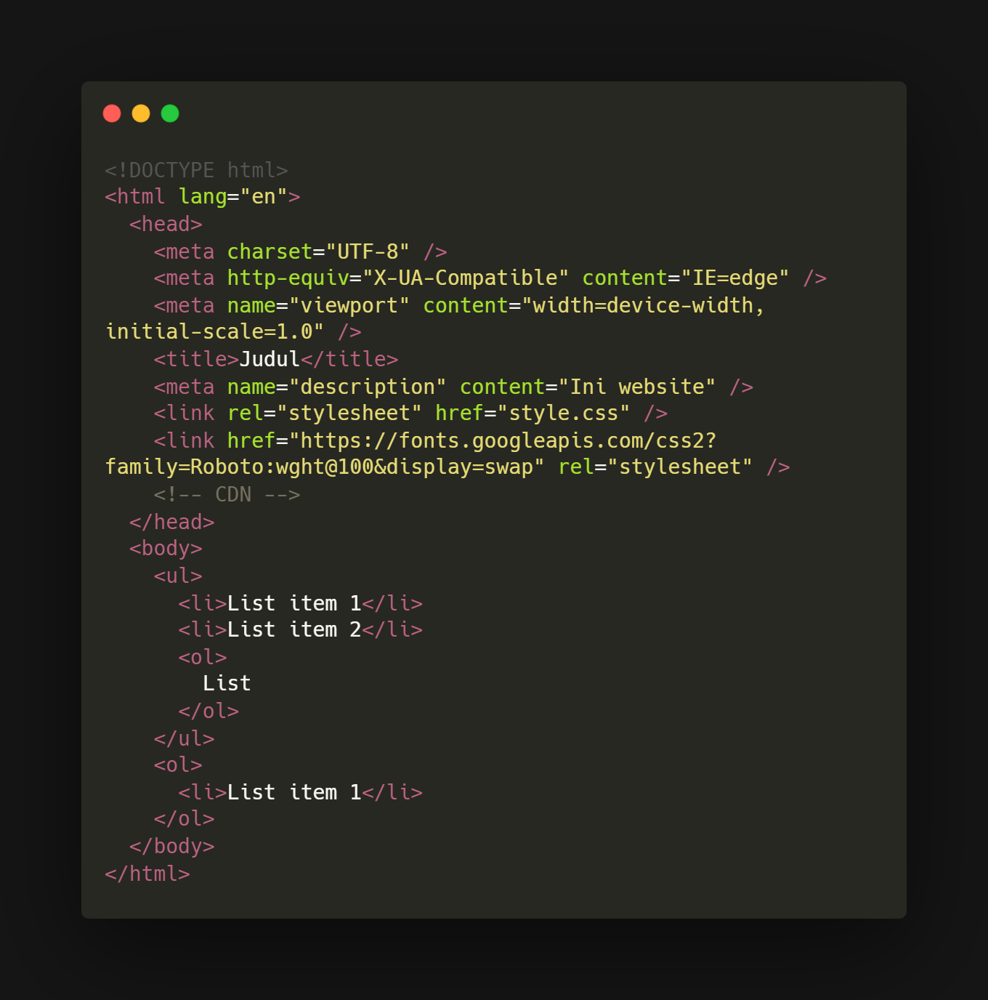 <!DOCTYPE html>
<html lang="en">
  <head>
    <meta charset="UTF-8" />
    <meta http-equiv="X-UA-Compatible" content="IE=edge" />
    <meta name="viewport" content="width=device-width,
initial-scale=1.0" />
    <title>Judul</title>
    <meta name="description" content="Ini website" />
    <link rel="stylesheet" href="style.css" />
    <link href="https://fonts.googleapis.com/css2?
family=Roboto:wght@100&display=swap" rel="stylesheet" />
    <!-- CDN -->
  </head>
  <body>
    <ul>
      <li>List item 1</li>
      <li>List item 2</li>
      <ol>
        List
      </ol>
    </ul>
    <ol>
      <li>List item 1</li>
    </ol>
  </body>
</html>